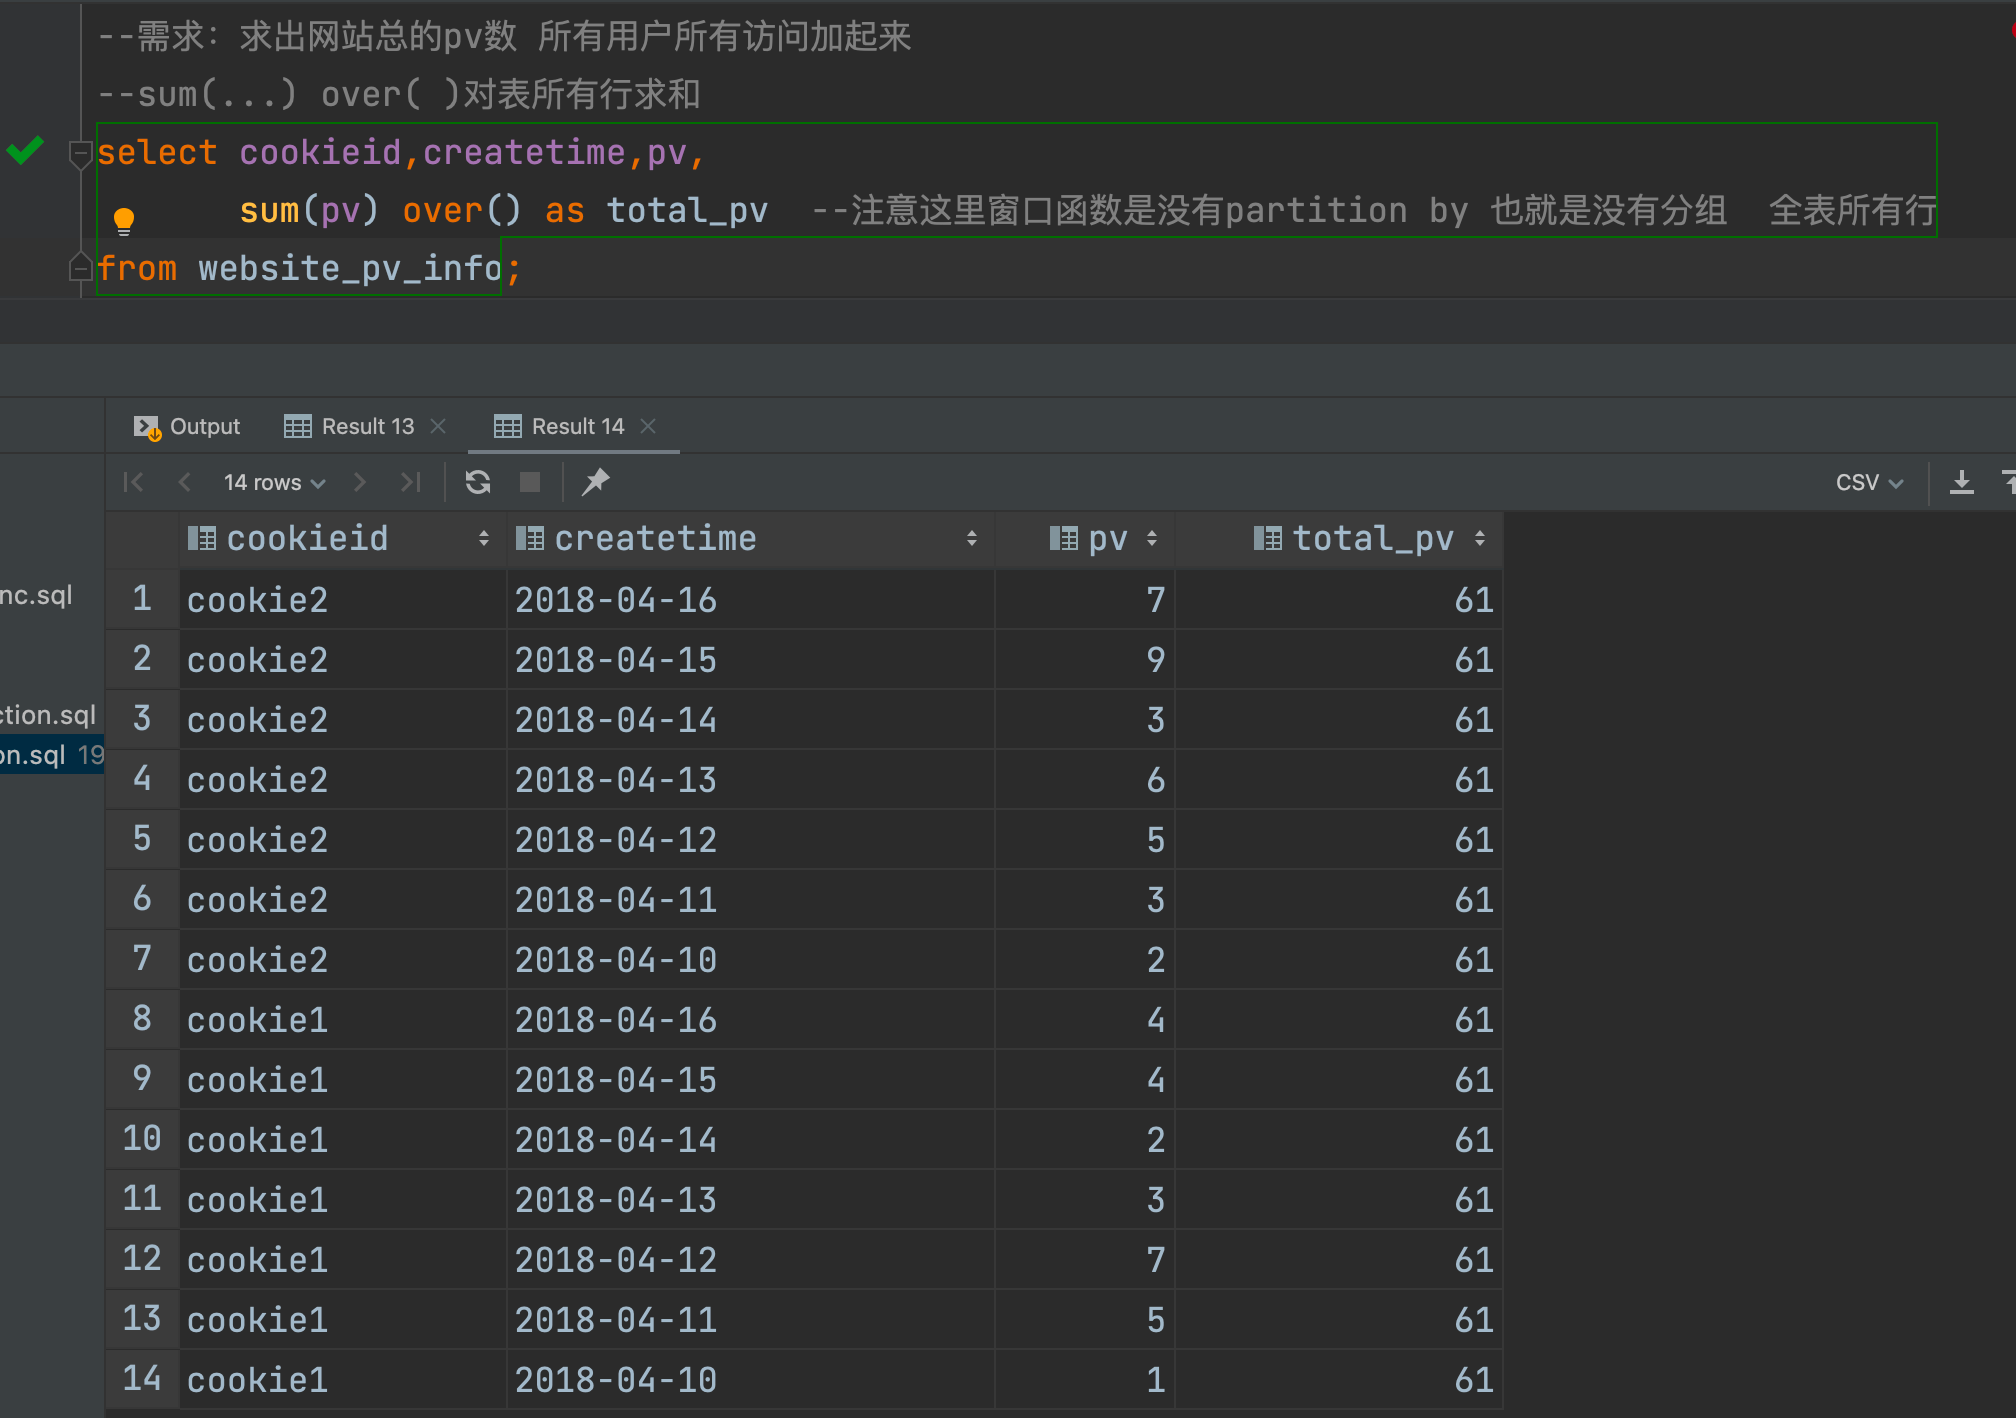 --需求: 求出网站总的pv数 所有用户所有访问加起来
--sum(...) over( )对表所有行求和
select cookieid,createtime,pv,
sum(pv) over() as total_pv --注意这里窗口函数是没有partition by 也就是没有分组 全表所有行
from website_pv_info;
Output Result 13 Result 14
14 rows CSV
cookieid createtime pv total_pv
1 cookie2 2018-04-16 7 61
nc.sql
2 cookie2 2018-04-15 9 61
3 cookie2 2018-04-14 3 61
ction.sql
on.sql 19
4 cookie2 2018-04-13 6 61
5 cookie2 2018-04-12 5 61
6 cookie2 2018-04-11 3 61
7 cookie2 2018-04-10 2 61
8 cookie1 2018-04-16 4 61
9 cookie1 2018-04-15 4 61
10 cookie1 2018-04-14 2 61
11 cookie1 2018-04-13 3 61
12 cookie1 2018-04-12 7 61
13 cookie1 2018-04-11 5 61
14 cookie1 2018-04-10 1 61